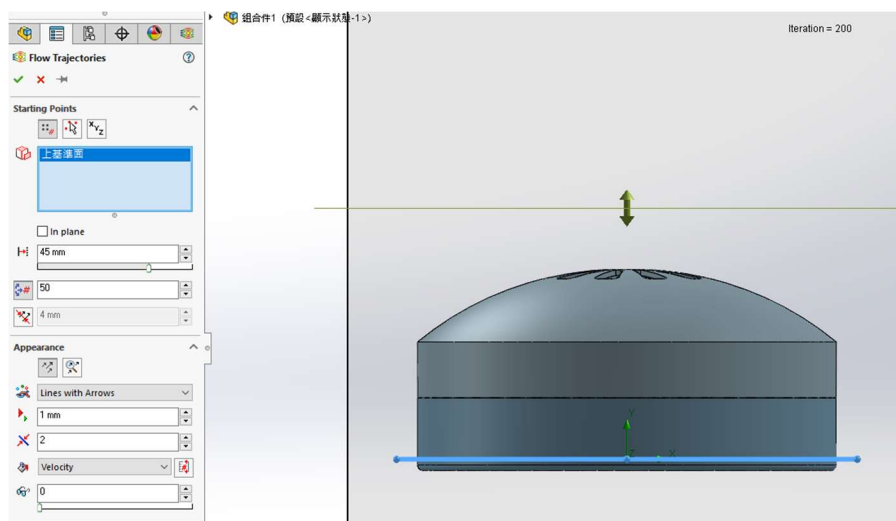 組合件1 (預設<顯示狀態-1>)
Iteration = 200
Flow Trajectories
Starting Points
X Y Z
上基準面
In plane
45 mm
50
4 mm
Appearance
Lines with Arrows
1 mm
2
Velocity
0
Y
X